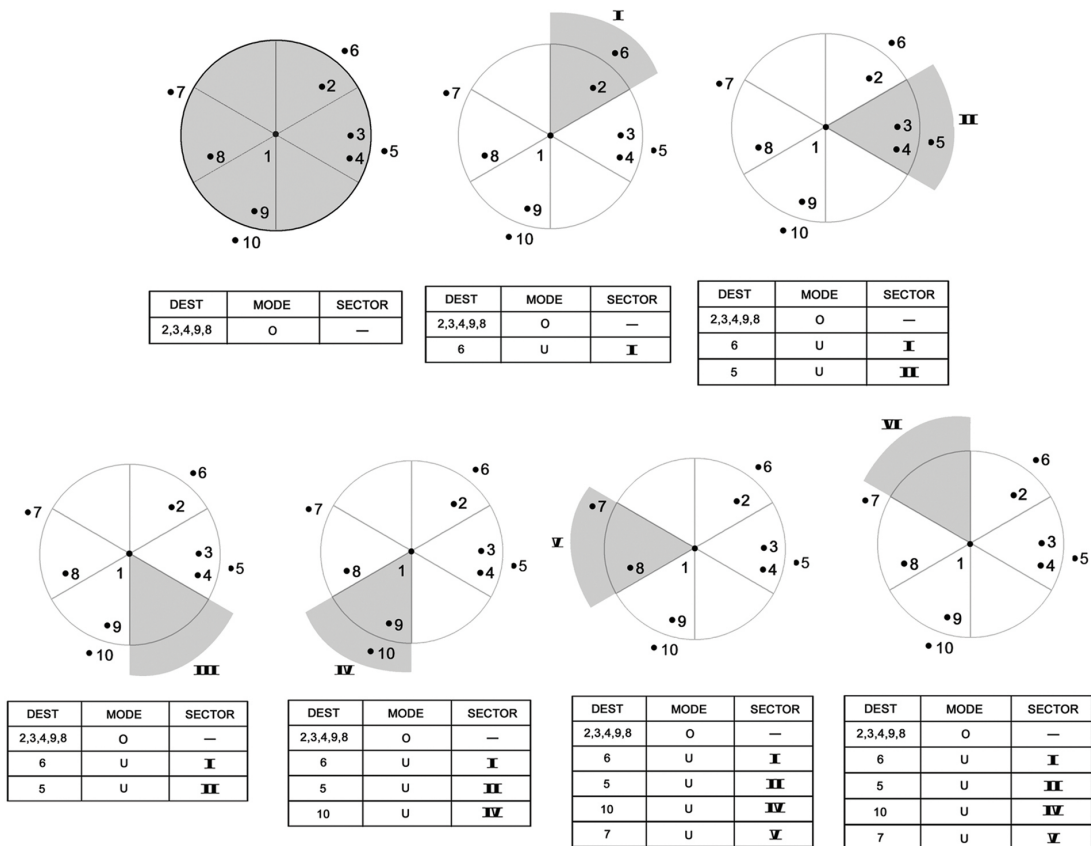 6
2
7
3
8
1
4
5
9
10
DEST MODE SECTOR
2,3,4,9,8 O —
I
6
2
7
3
8
1
4
5
9
10
DEST MODE SECTOR
2,3,4,9,8 O —
6 U I
6
2
7
3
II
8
1
4
5
9
10
DEST MODE SECTOR
2,3,4,9,8 O —
6 U I
5 U II
6
2
7
3
8
1
4
5
9
10
III
DEST MODE SECTOR
2,3,4,9,8 O —
6 U I
5 U II
6
2
7
3
8
1
4
5
9
10
IV
DEST MODE SECTOR
2,3,4,9,8 O —
6 U I
5 U II
10 U IV
6
7
2
V
3
8
1
4
5
9
10
DEST MODE SECTOR
2,3,4,9,8 O —
6 U I
5 U II
10 U IV
7 U V
VI
6
7
2
3
8
1
4
5
9
10
DEST MODE SECTOR
2,3,4,9,8 O —
6 U I
5 U II
10 U IV
7 U V